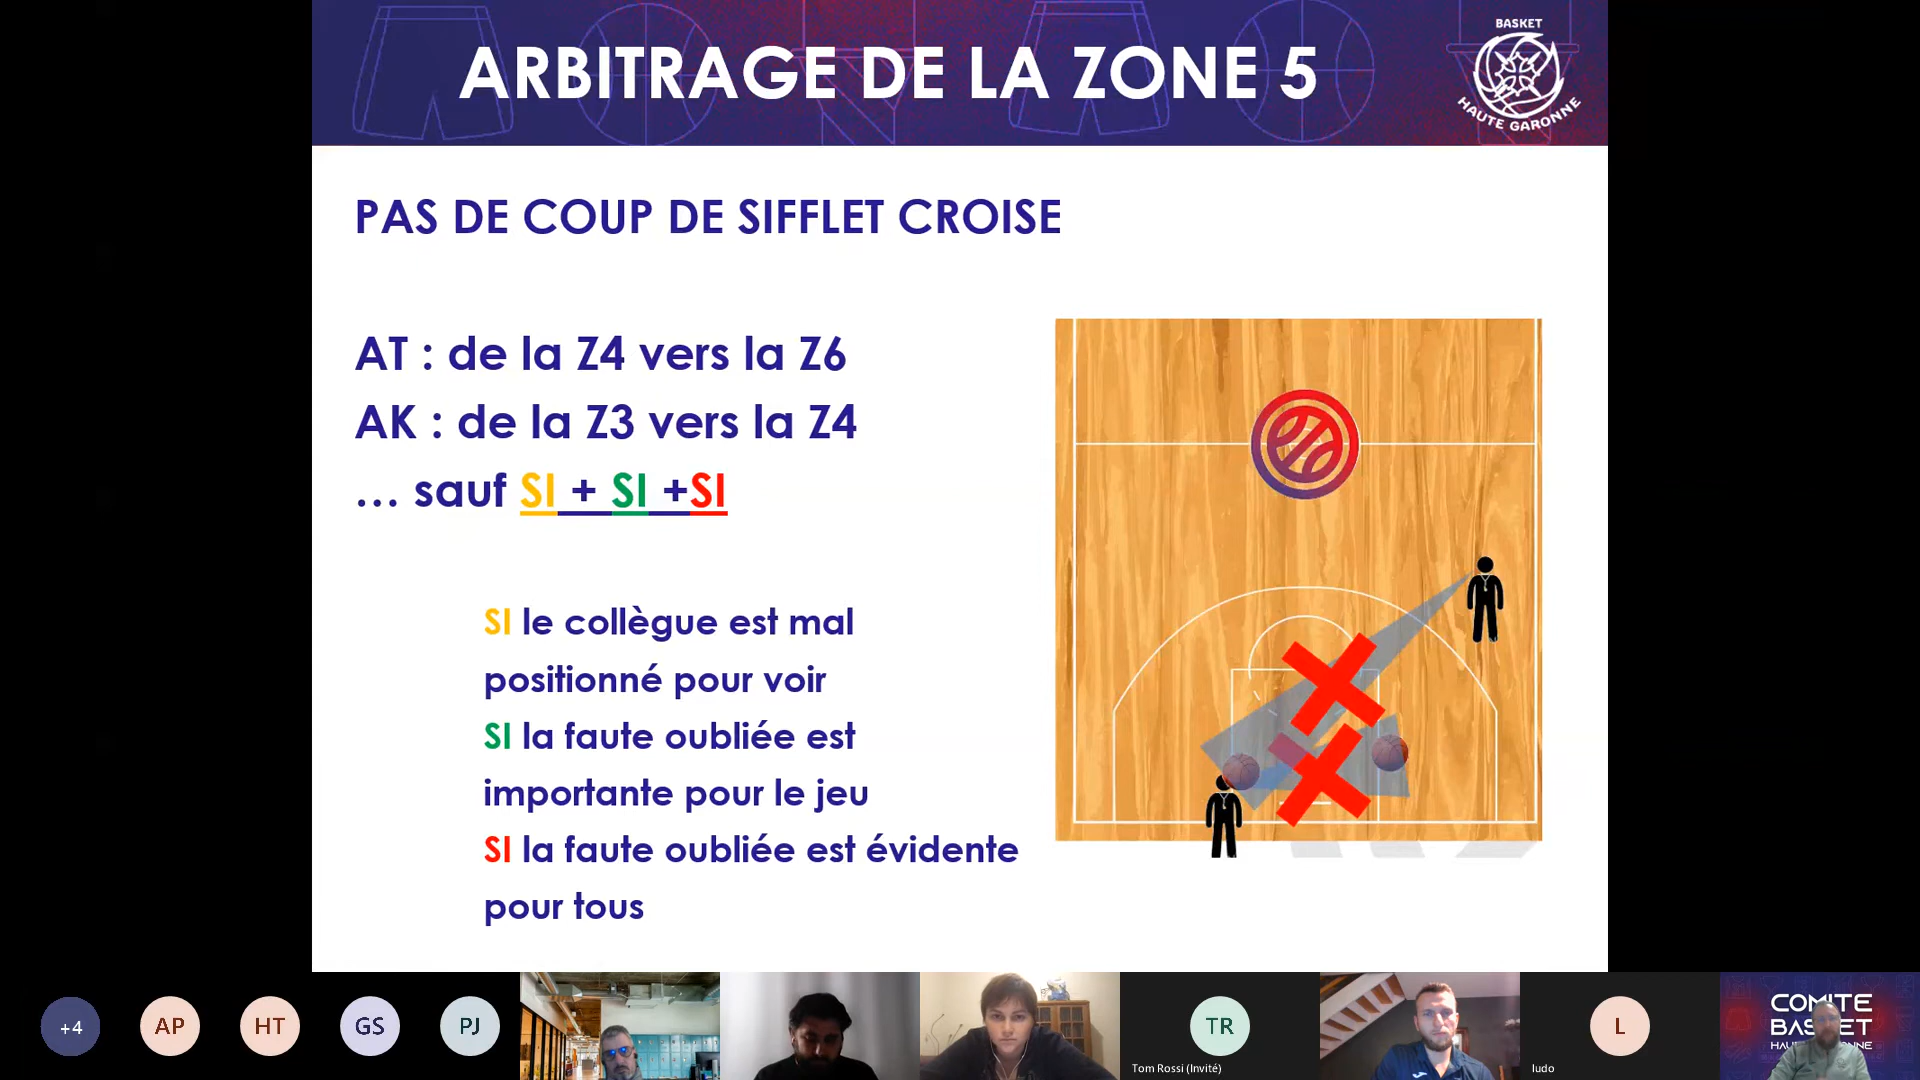 ARBITRAGE DE LA ZONE 5
BASKET
HAUTE GARONNE
PAS DE COUP DE SIFFLET CROISE
AT : de la Z4 vers la Z6
AK : de la Z3 vers la Z4
... sauf SI + SI +SI
SI le collègue est mal
positionné pour voir
SI la faute oubliée est
importante pour le jeu
SI la faute oubliée est évidente
pour tous
+4
AP
HT
GS
PJ
TR
Tom Rossi (Invité)
L
ludo
COMITE
BASKET